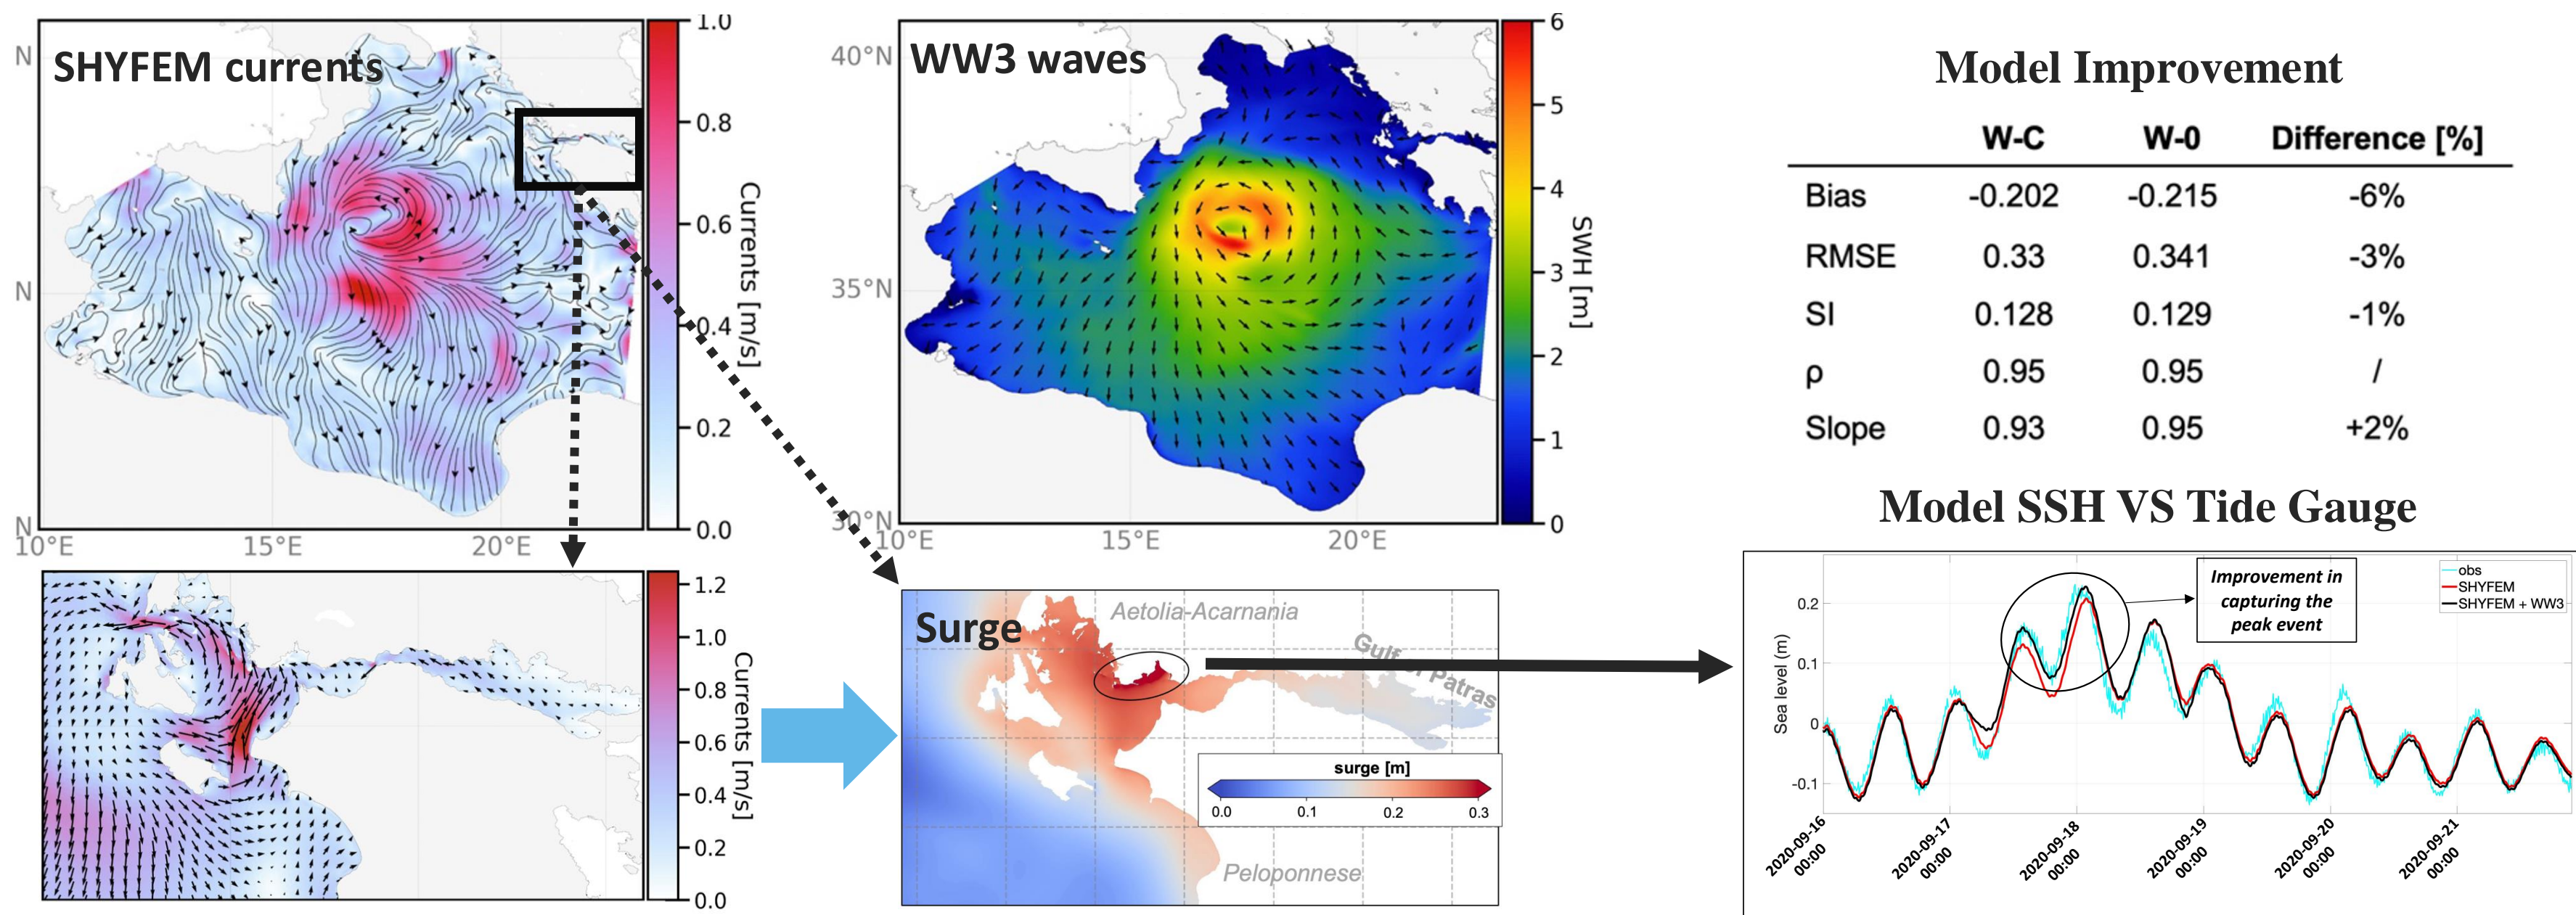 SHYFEM currents
N
N
N
10°E
15°E
20°E
1.0
0.8
0.6
0.4
0.2
0.0
Currents [m/s]
WW3 waves
40°N
35°N
30°N
10°E
15°E
20°E
6
5
4
3
2
1
0
SWH [m]
Model Improvement
W-C W-0 Difference [%]
Bias -0.202 -0.215 -6%
RMSE 0.33 0.341 -3%
SI 0.128 0.129 -1%
ρ 0.95 0.95 /
Slope 0.93 0.95 +2%
1.2
1.0
0.8
0.6
0.4
0.2
0.0
Currents [m/s]
Surge
Aetolia-Acarnania
Gulf of Patras
surge [m]
0.0 0.1 0.2 0.3
Peloponnese
Model SSH VS Tide Gauge
Improvement in
capturing the
peak event
obs
SHYFEM
SHYFEM + WW3
Sea level (m)
0.2
0.1
0
-0.1
2020-09-16
00:00
2020-09-17
00:00
2020-09-18
00:00
2020-09-19
00:00
2020-09-20
00:00
2020-09-21
00:00